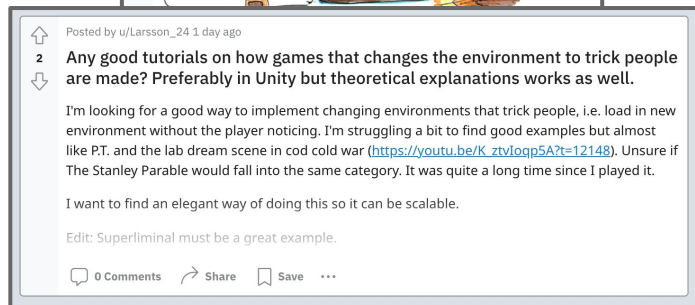 Posted by u/Larsson_24 1 day ago
2
Any good tutorials on how games that changes the environment to trick people
are made? Preferably in Unity but theoretical explanations works as well.
I'm looking for a good way to implement changing environments that trick people, i.e. load in new
environment without the player noticing. I'm struggling a bit to find good examples but almost
like P.T. and the lab dream scene in cod cold war (https://youtu.be/K_ztvIoqp5A?t=12148). Unsure if
The Stanley Parable would fall into the same category. It was quite a long time since I played it.
I want to find an elegant way of doing this so it can be scalable.
Edit: Superliminal must be a great example.
0 Comments Share Save ...